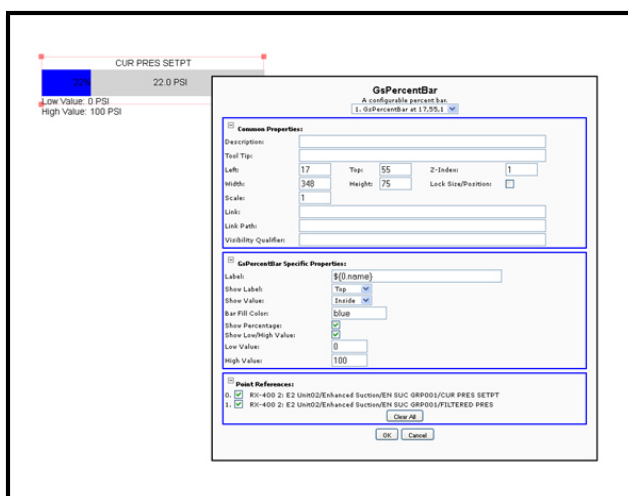 CUR PRES SETPT
22% 22.0 PSI
Low Value: 0 PSI
High Value: 100 PSI
GsPercentBar
A configurable percent bar.
1. GsPercentBar at 17,55,1
Common Properties:
Description:
Tool Tip:
Left: 17 Top: 55 Z-Index: 1
Width: 348 Height: 75 Lock Size/Position:
Scale: 1
Link:
Link Path:
Visibility Qualifier:
GsPercentBar Specific Properties:
Label: ${0.name}
Show Label: Top
Show Value: Inside
Bar Fill Color: blue
Show Percentage:
Show Low/High Value:
Low Value: 0
High Value: 100
Point References:
0. RX-400 2: E2 Unit02/Enhanced Suction/EN SUC GRP001/CUR PRES SETPT
1. RX-400 2: E2 Unit02/Enhanced Suction/EN SUC GRP001/FILTERED PRES
Clear All
OK Cancel